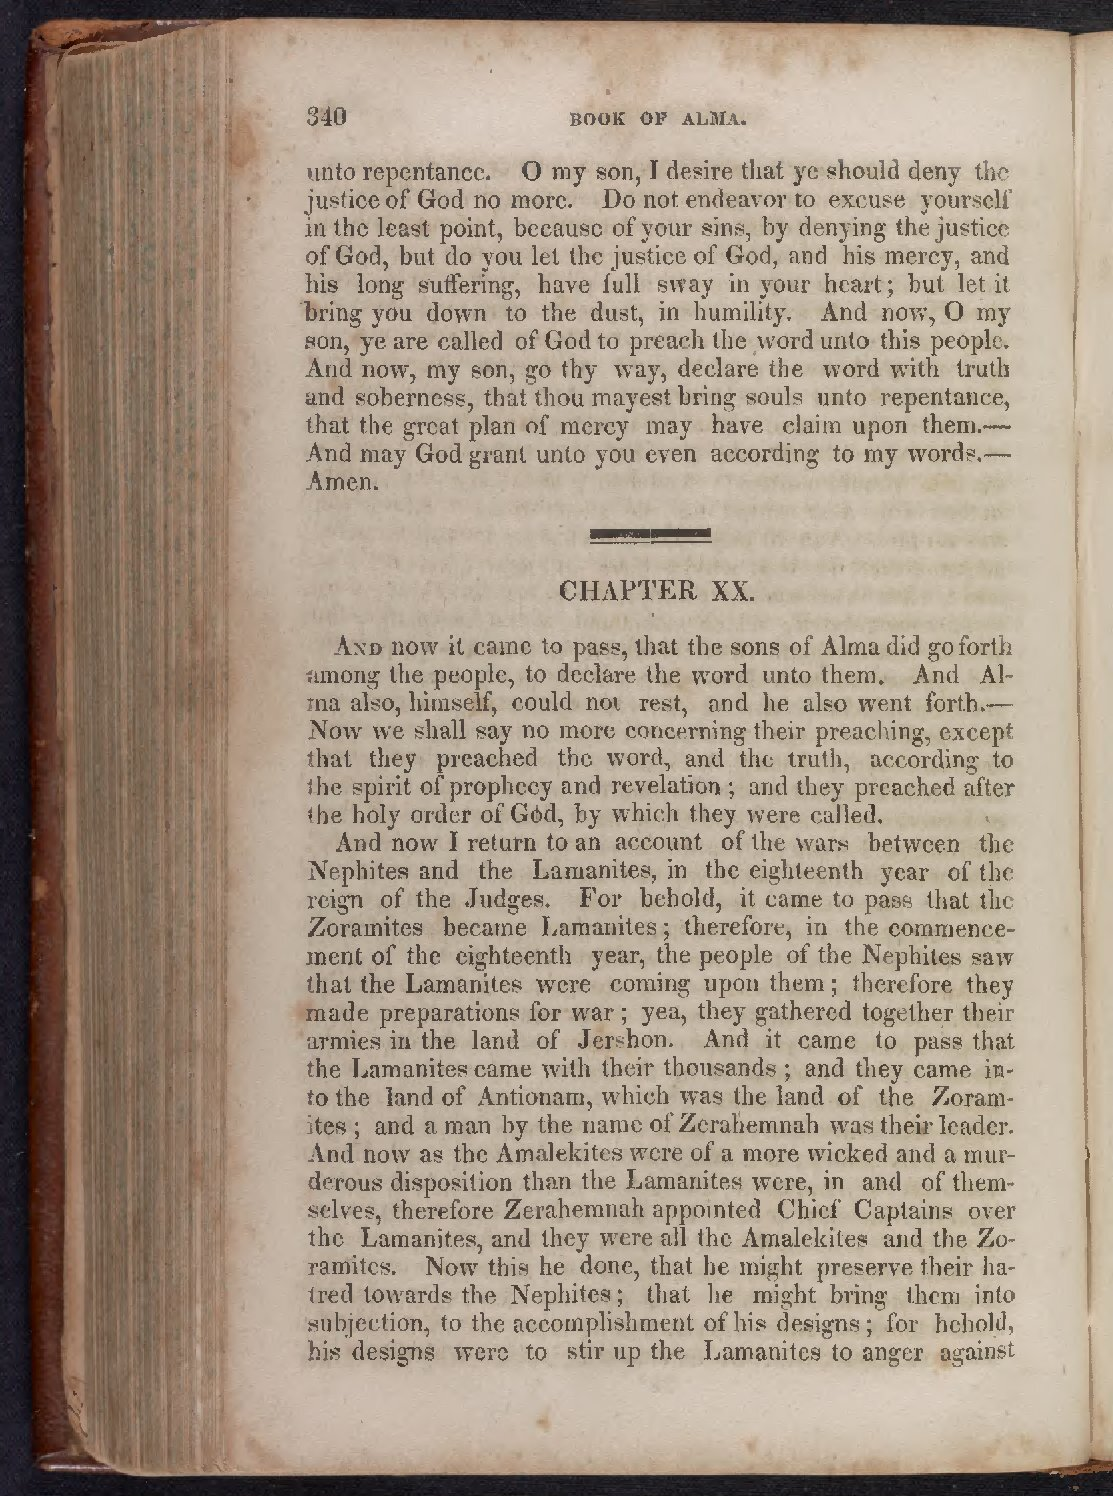 340 BOOK OF ALMA.
unto repentance. O my son, I desire that ye should deny the
justice of God no more. Do not endeavor to excuse yourself
in the least point, because of your sins, by denying the justice
of God, but do you let the justice of God, and his mercy, and
his long suffering, have full sway in your heart; but let it
bring you down to the dust, in humility. And now, O my
son, ye are called of God to preach the word unto this people.
And now, my son, go thy way, declare the word with truth
and soberness, that thou mayest bring souls unto repentance,
that the great plan of mercy may have claim upon them.—
And may God grant unto you even according to my words.—
Amen.
CHAPTER XX.
And now it came to pass, that the sons of Alma did go forth
among the people, to declare the word unto them. And Al-
ma also, himself, could not rest, and he also went forth.—
Now we shall say no more concerning their preaching, except
that they preached the word, and the truth, according to
the spirit of prophecy and revelation; and they preached after
the holy order of God, by which they were called.
And now I return to an account of the wars between the
Nephites and the Lamanites, in the eighteenth year of the
reign of the Judges. For behold, it came to pass that the
Zoramites became Lamanites; therefore, in the commence-
ment of the eighteenth year, the people of the Nephites saw
that the Lamanites were coming upon them; therefore they
made preparations for war; yea, they gathered together their
armies in the land of Jershon. And it came to pass that
the Lamanites came with their thousands; and they came in-
to the land of Antionam, which was the land of the Zoram-
ites; and a man by the name of Zerahemnah was their leader.
And now as the Amalekites were of a more wicked and a mur-
derous disposition than the Lamanites were, in and of them-
selves, therefore Zerahemnah appointed Chief Captains over
the Lamanites, and they were all the Amalekites and the Zo-
ramites. Now this he done, that he might preserve their ha-
tred towards the Nephites; that he might bring them into
subjection, to the accomplishment of his designs; for behold,
his designs were to stir up the Lamanites to anger against